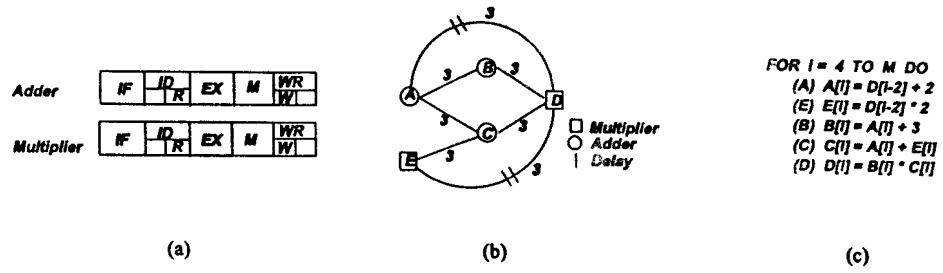 Adder IF ID R EX M WR W
Multiplier IF ID R EX M WR W
(a)
3
A
B
C
D
E
3
3
3
3
3
3
Multiplier
Adder
Delay
(b)
FOR i = 4 TO M DO
(A) A[i] = D[i-2] + 2
(E) E[i] = D[i-2] * 2
(B) B[i] = A[i] + 3
(C) C[i] = A[i] + E[i]
(D) D[i] = B[i] * C[i]
(c)